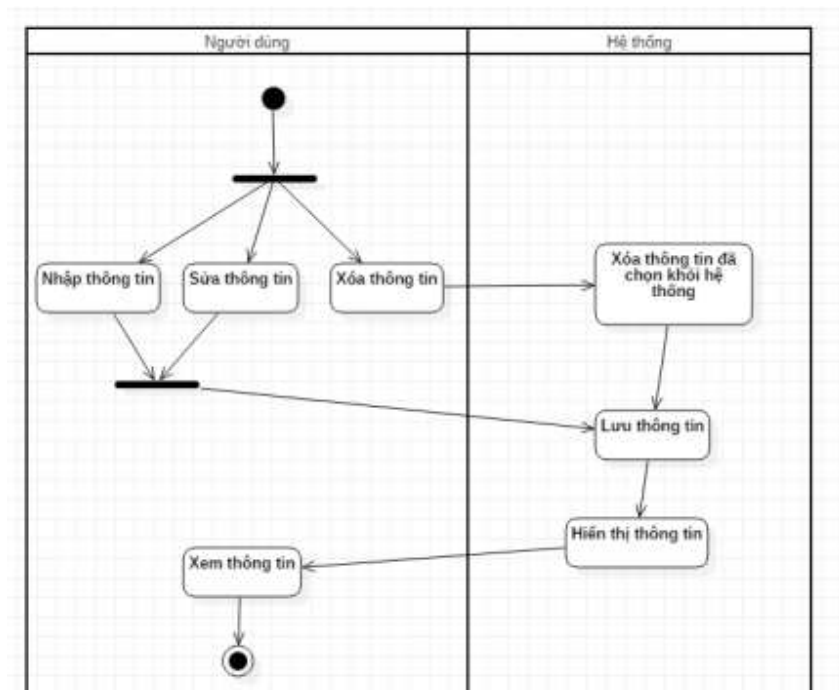 Người dùng
Hệ thống
Nhập thông tin
Sửa thông tin
Xóa thông tin
Xóa thông tin đã
chọn khỏi hệ
thống
Lưu thông tin
Hiển thị thông tin
Xem thông tin